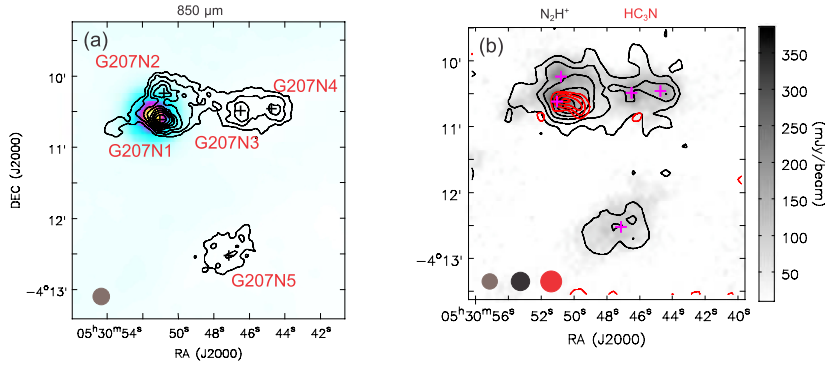 850 μm
(a)
G207N2
G207N4
G207N1
G207N3
G207N5
10'
11'
12'
−4°13'
DEC (J2000)
05ʰ30ᵐ54ˢ
50ˢ
48ˢ
46ˢ
44ˢ
42ˢ
RA (J2000)
N₂H⁺
HC₃N
(b)
10'
11'
12'
−4°13'
05ʰ30ᵐ56ˢ
52ˢ
50ˢ
48ˢ
46ˢ
44ˢ
42ˢ
40ˢ
RA (J2000)
350
300
250
200
150
100
50
(mJy/beam)